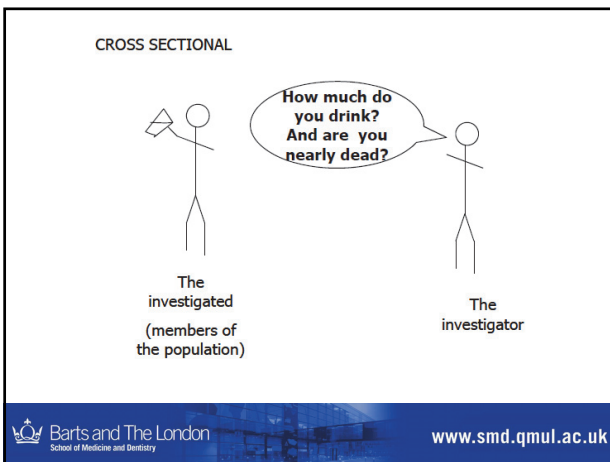 CROSS SECTIONAL
How much do
you drink?
And are you
nearly dead?
The
investigated
(members of
the population)
The
investigator
Barts and The London
School of Medicine and Dentistry
www.smd.qmul.ac.uk